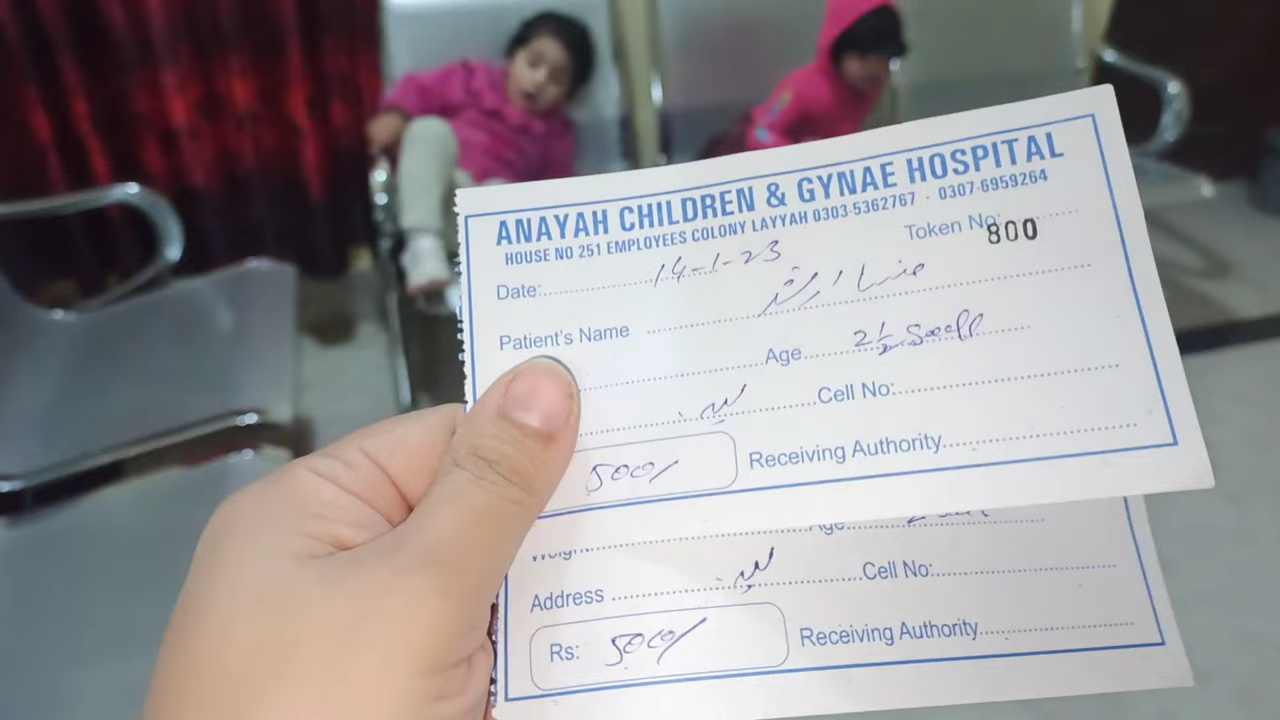 ANAYAH CHILDREN & GYNAE HOSPITAL
HOUSE NO 251 EMPLOYEES COLONY LAYYAH 0303-5362767 - 0307-6959264
Token No: 800
Date: 14-1-23
Patient's Name
Age 2½ سال
لیہ Cell No:
500/ Receiving Authority
Weight Age
Address لیہ Cell No:
Rs: 500/ Receiving Authority